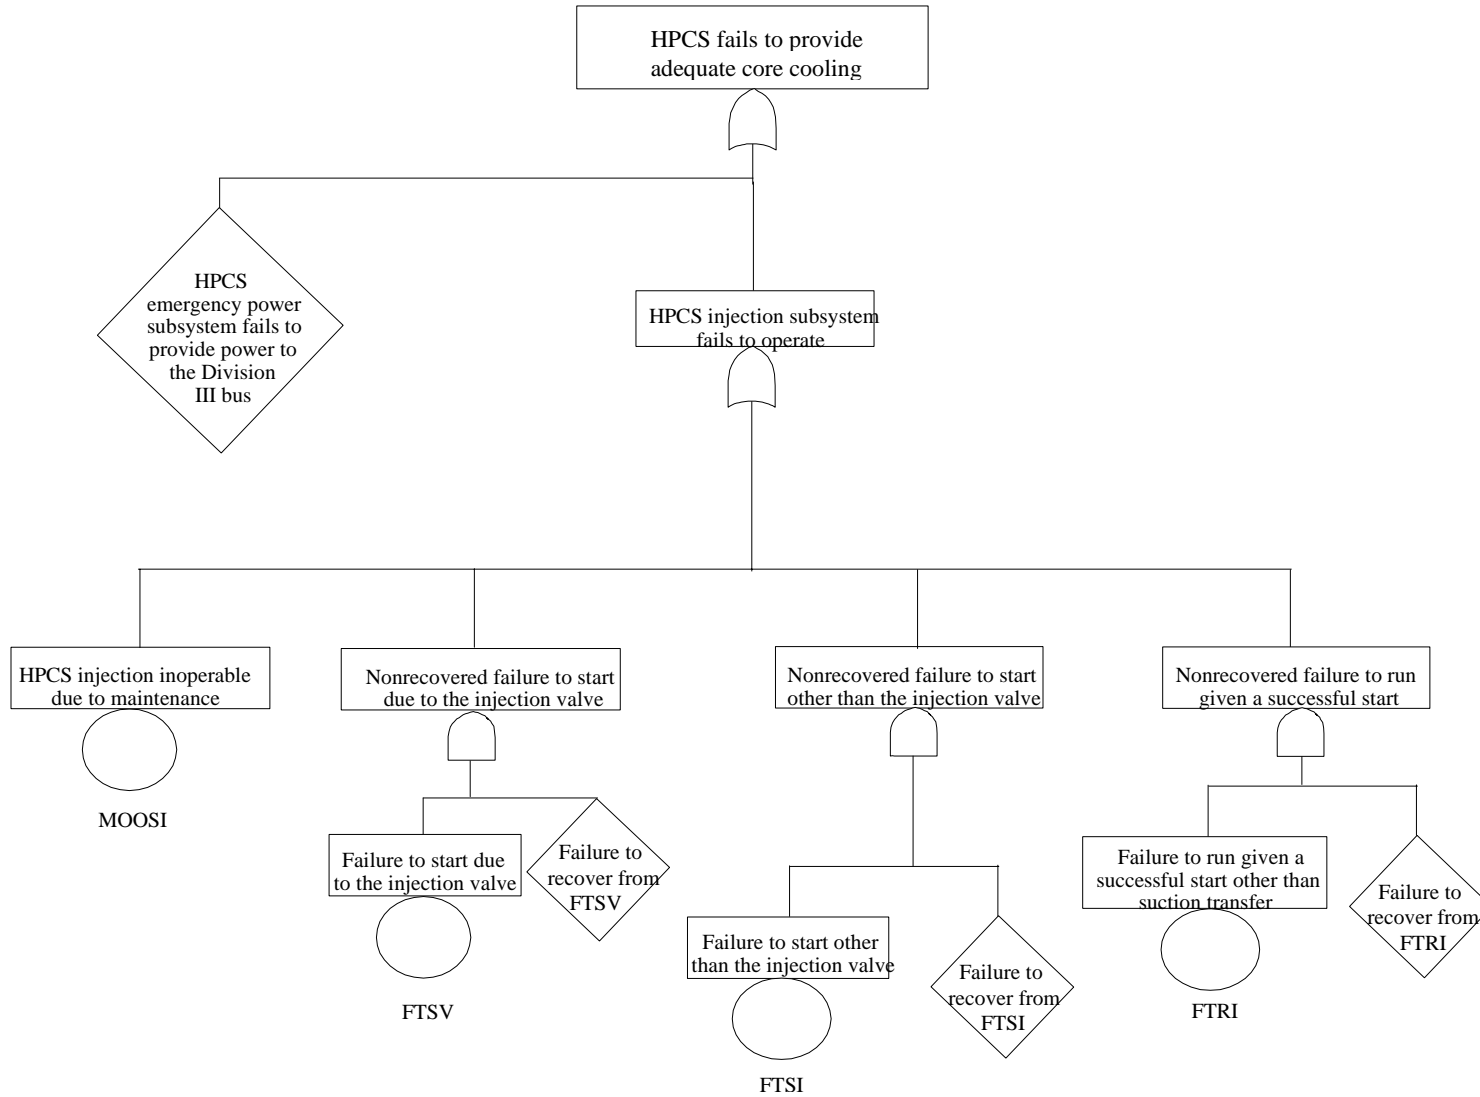 HPCS fails to provide
adequate core cooling
HPCS
emergency power
subsystem fails to
provide power to
the Division
III bus
HPCS injection subsystem
fails to operate
HPCS injection inoperable
due to maintenance
MOOSI
Nonrecovered failure to start
due to the injection valve
Failure to start due
to the injection valve
FTSV
Failure to
recover from
FTSV
Nonrecovered failure to start
other than the injection valve
Failure to start other
than the injection valve
FTSI
Failure to
recover from
FTSI
Nonrecovered failure to run
given a successful start
Failure to run given a
successful start other than
suction transfer
FTRI
Failure to
recover from
FTRI